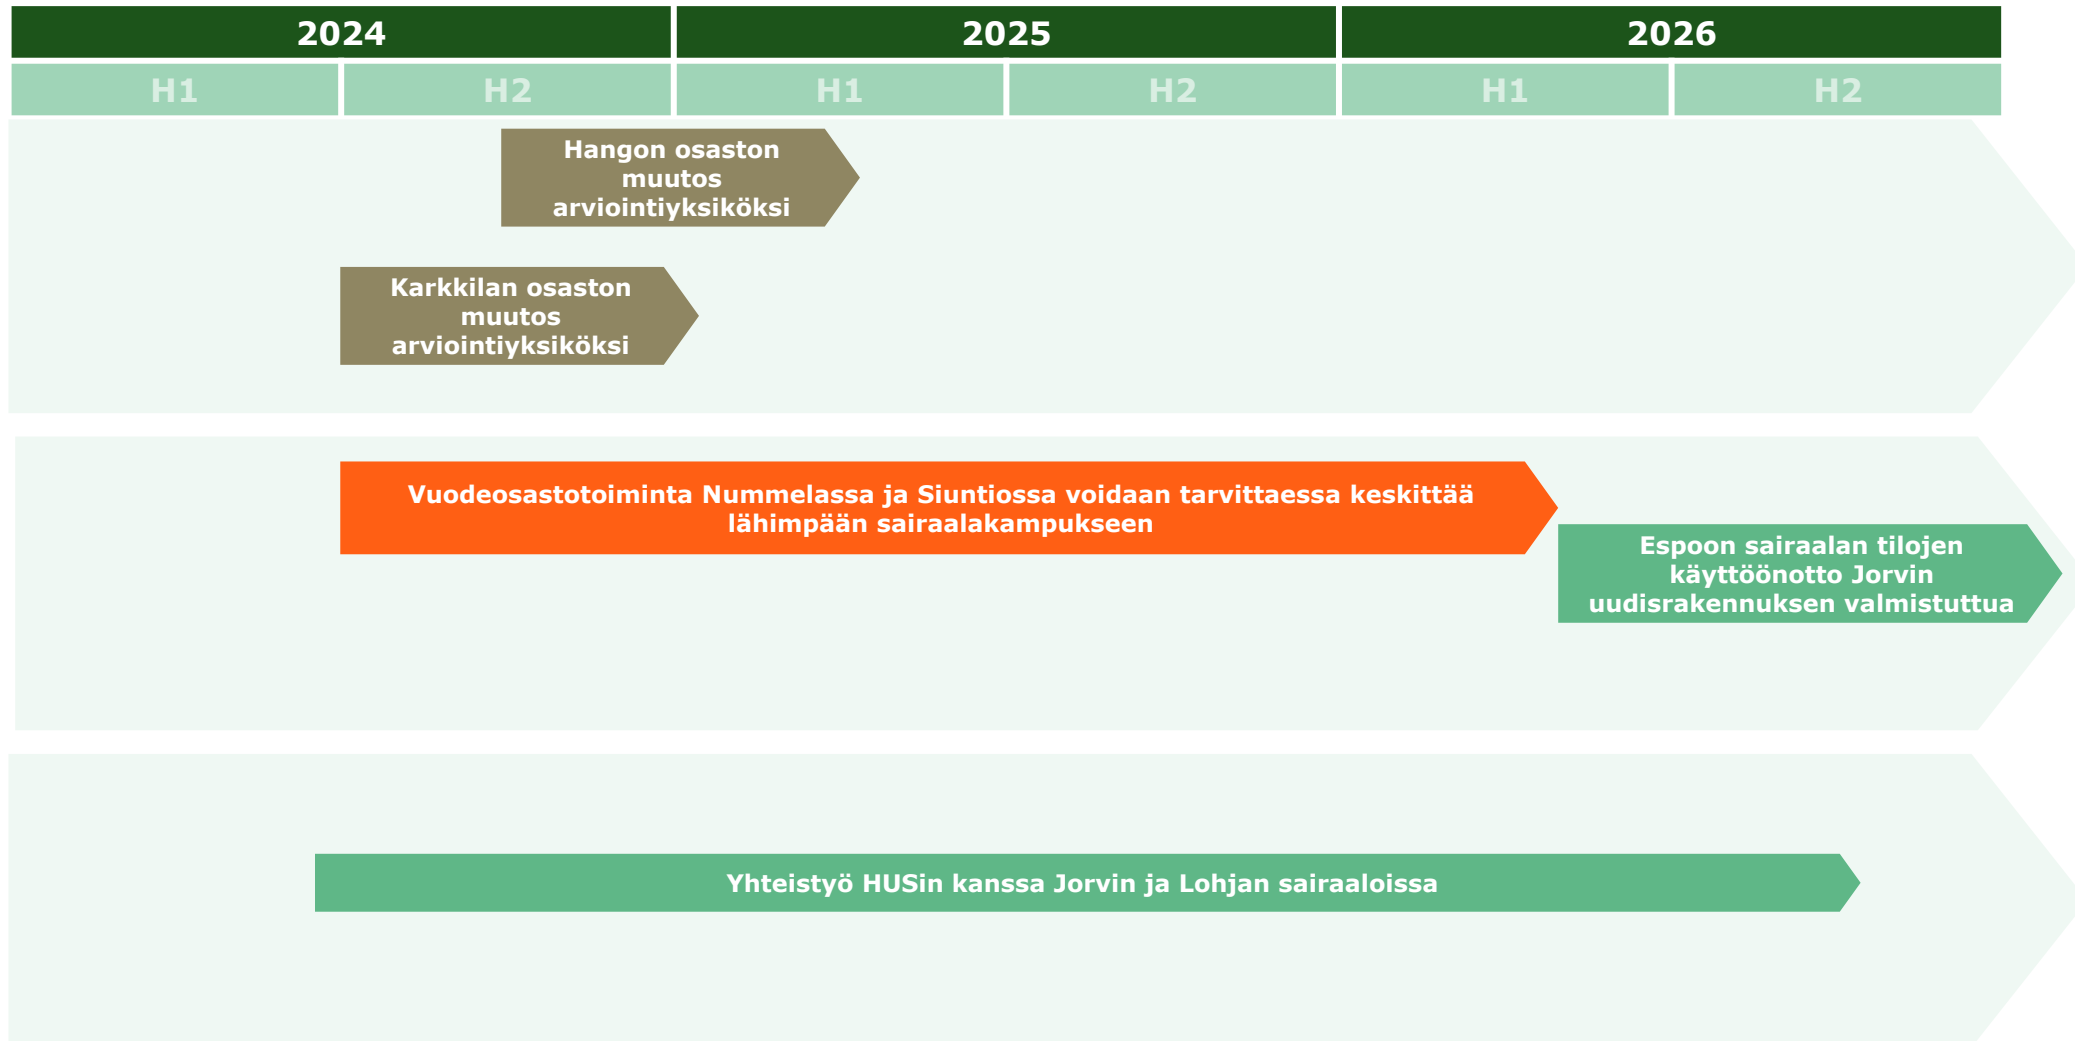 2024
2025
2026
H1
H2
H1
H2
H1
H2
Hangon osaston
muutos
arviointiyksiköksi
Karkkilan osaston
muutos
arviointiyksiköksi
Vuodeosastotoiminta Nummelassa ja Siuntiossa voidaan tarvittaessa keskittää
lähimpään sairaalakampukseen
Espoon sairaalan tilojen
käyttöönotto Jorvin
uudisrakennuksen valmistuttua
Yhteistyö HUSin kanssa Jorvin ja Lohjan sairaaloissa